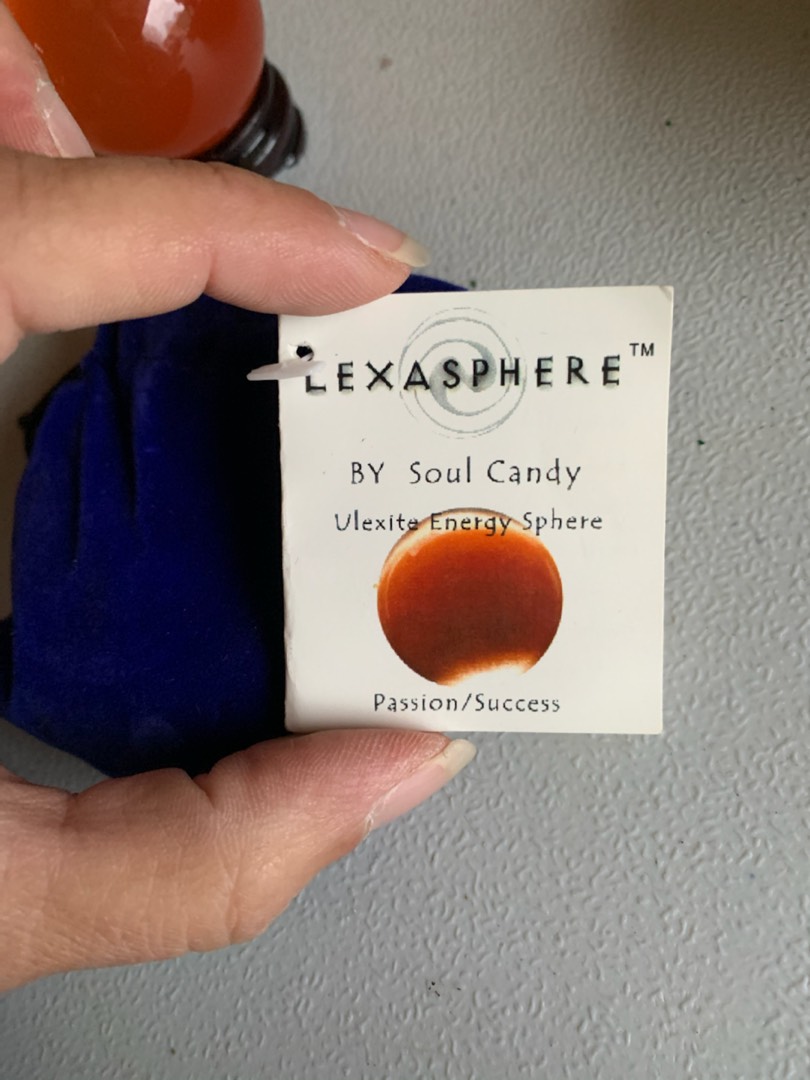 LEXASPHERE™
BY Soul Candy
Ulexite Energy Sphere
Passion/Success